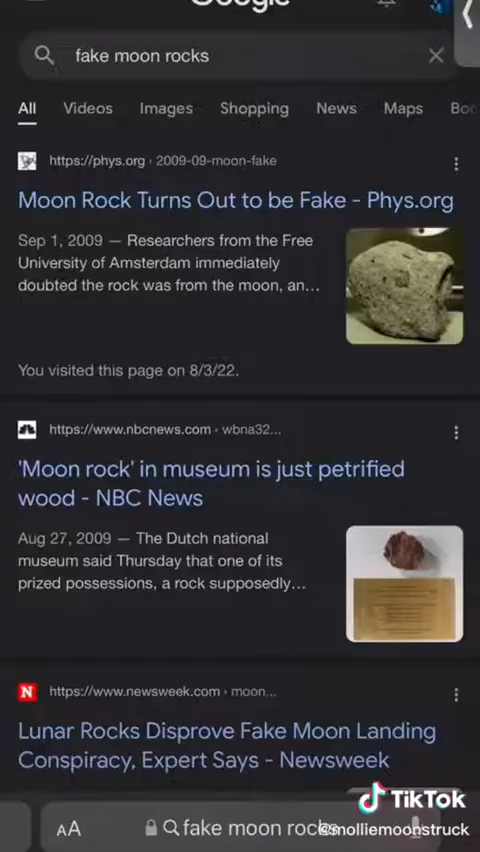 Google
fake moon rocks
All Videos Images Shopping News Maps
https://phys.org › 2009-09-moon-fake
Moon Rock Turns Out to be Fake - Phys.org
Sep 1, 2009 — Researchers from the Free
University of Amsterdam immediately
doubted the rock was from the moon, an...
You visited this page on 8/3/22.
https://www.nbcnews.com › wbna32...
'Moon rock' in museum is just petrified
wood - NBC News
Aug 27, 2009 — The Dutch national
museum said Thursday that one of its
prized possessions, a rock supposedly...
N
https://www.newsweek.com › moon...
Lunar Rocks Disprove Fake Moon Landing
Conspiracy, Expert Says - Newsweek
TikTok
AA fake moon rocks
@molliemoonstruck